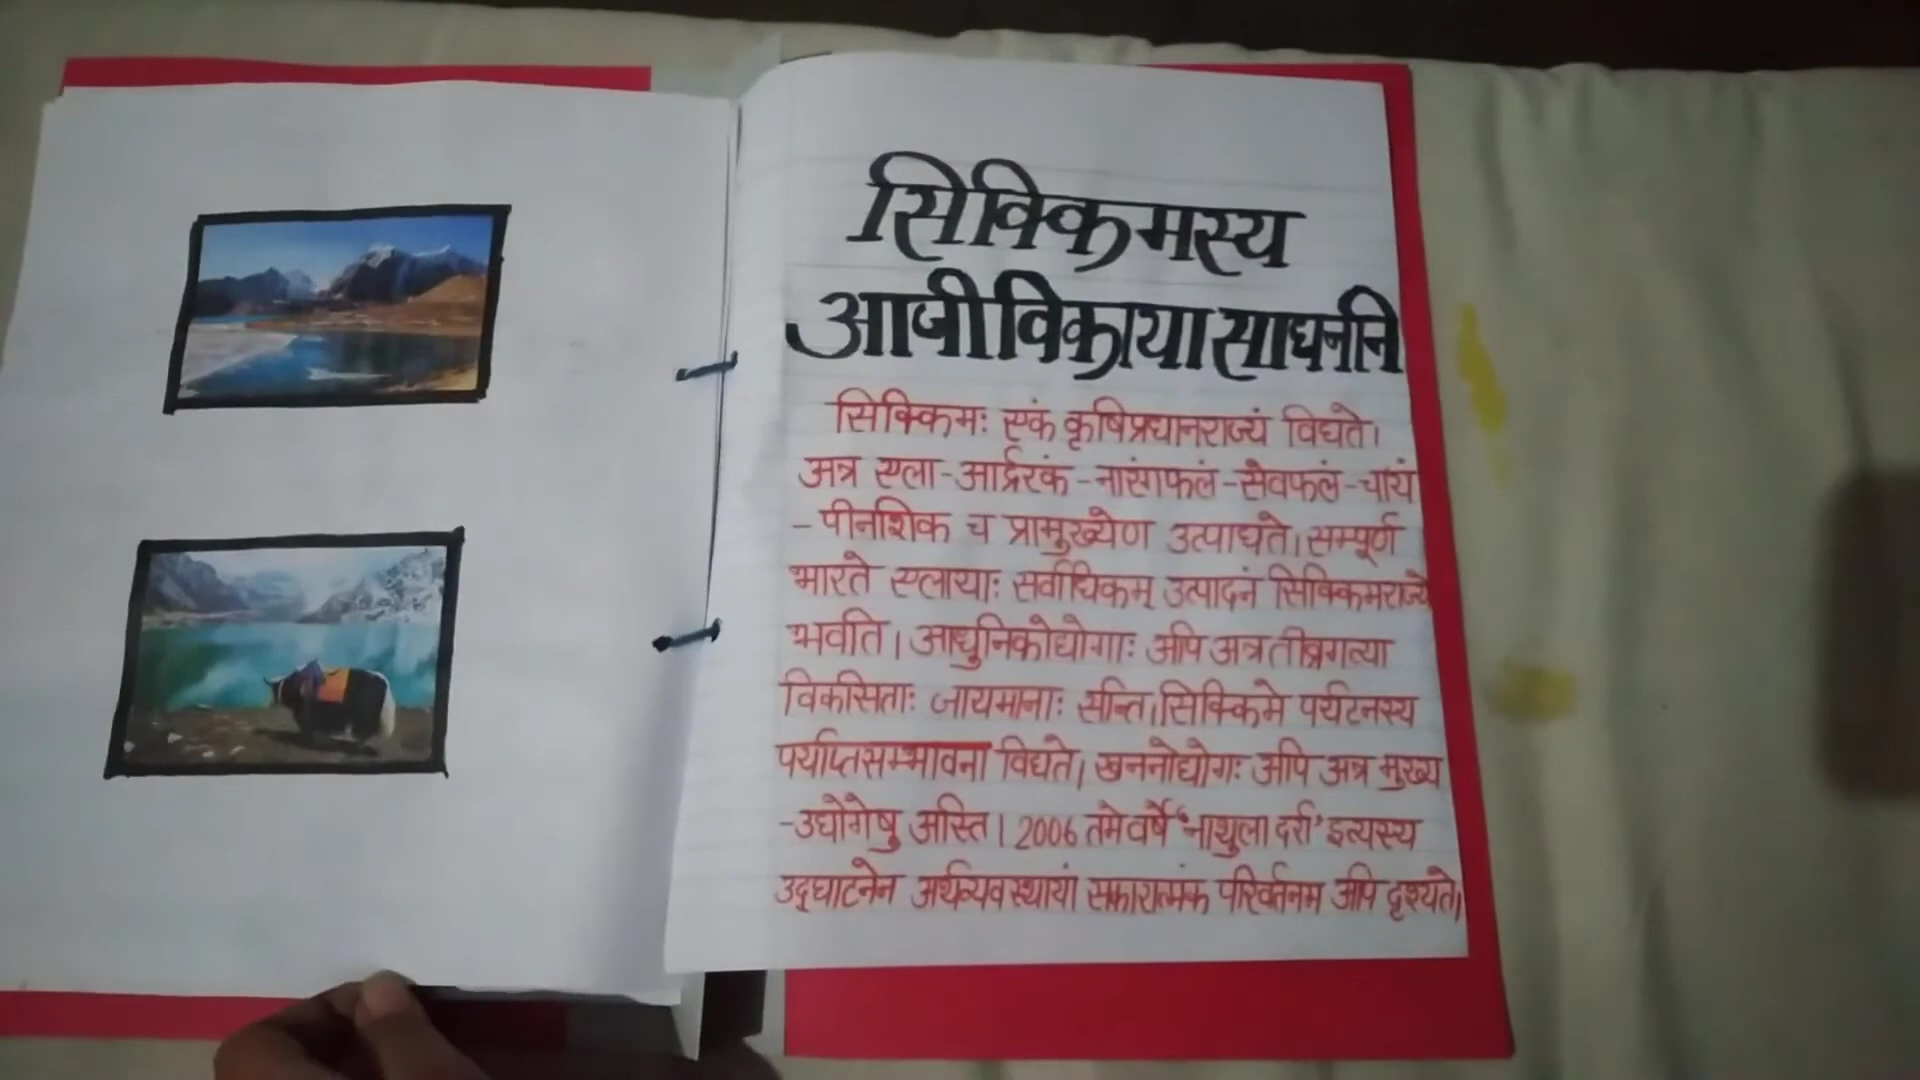 सिक्किमस्य
आजीविकाया साधनानि
सिक्किमः एकं कृषिप्रधानराज्यं विद्यते।
अत्र एला-आर्द्ररकं-नारंगफलं-सेवफलं-चायं
-पीनशिक च प्रामुख्येण उत्पाद्यते। सम्पूर्ण
भारते एलायाः सर्वाधिकम् उत्पादनं सिक्किमराज्ये
भवति। आधुनिकोद्योगाः अपि अत्र तीव्रगत्या
विकसिताः जायमानाः सन्ति। सिक्किमे पर्यटनस्य
पर्याप्तसम्भावना विद्यते। खननोद्योगः अपि अत्र मुख्य
-उद्योगेषु अस्ति। 2006 तमे वर्षे 'नाथुला दर्रा' इत्यस्य
उद्घाटनेन अर्थव्यवस्थायां सकारात्मकं परिवर्तनम अपि दृश्यते।